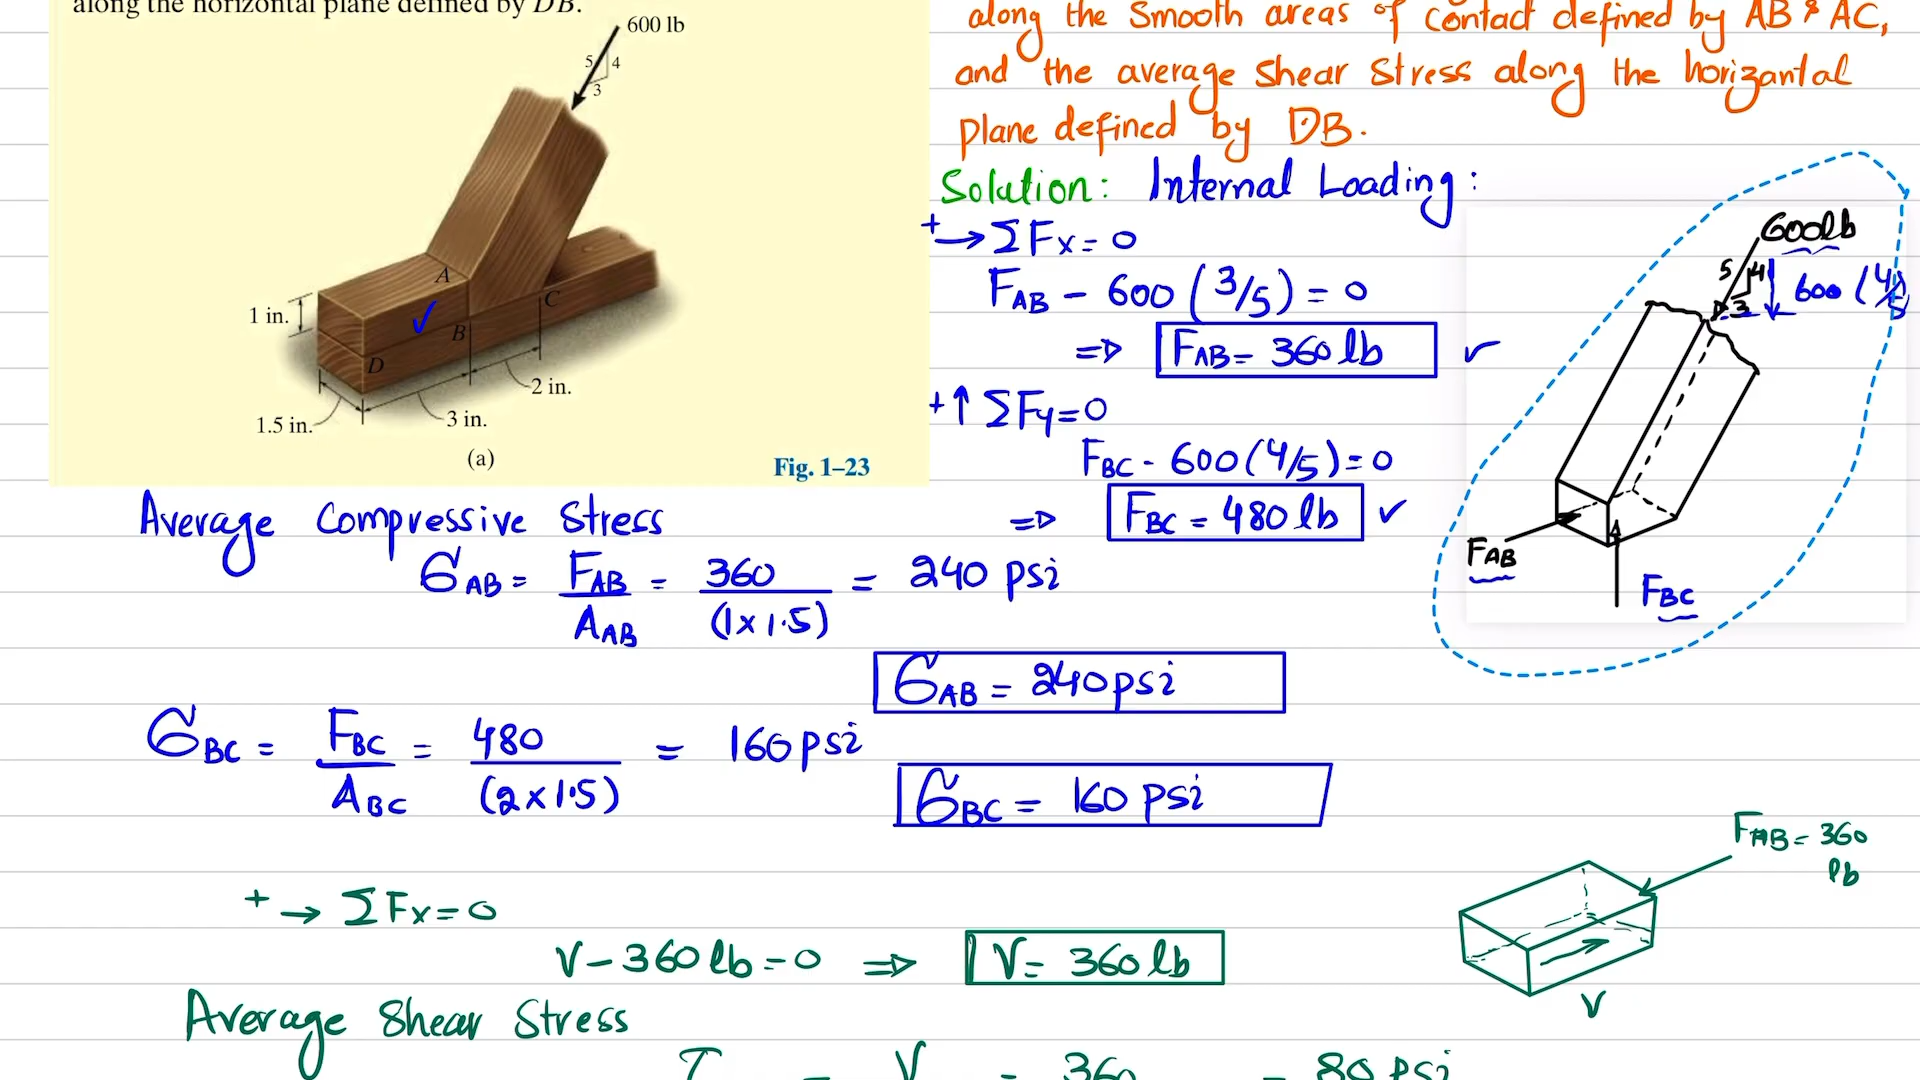 along the horizontal plane defined by DB.
600 lb
5
4
3
A
1 in.
C
B
D
2 in.
1.5 in.
3 in.
(a)
Fig. 1–23
along the Smooth areas of contact defined by AB & AC,
and the average shear stress along the horizantal
plane defined by DB.
Solution: Internal Loading:
+→ ΣFx=0
FAB - 600 (3/5) = 0
⇒ FAB = 360 lb ✓
+↑ ΣFy=0
FBC - 600(4/5) = 0
⇒ FBC = 480 lb ✓
600lb
5 4
3
600 (4/5)
FAB
FBC
Average Compressive Stress
σAB = FAB/AAB = 360/(1x1.5) = 240 psi
σAB = 240psi
σBC = FBC/ABC = 480/(2x1.5) = 160psi
σBC = 160 psi
+→ ΣFx=0
V-360lb=0 ⇒ V= 360lb
FAB= 360
lb
V
Average Shear Stress
τ = V = 360 = 80 psi